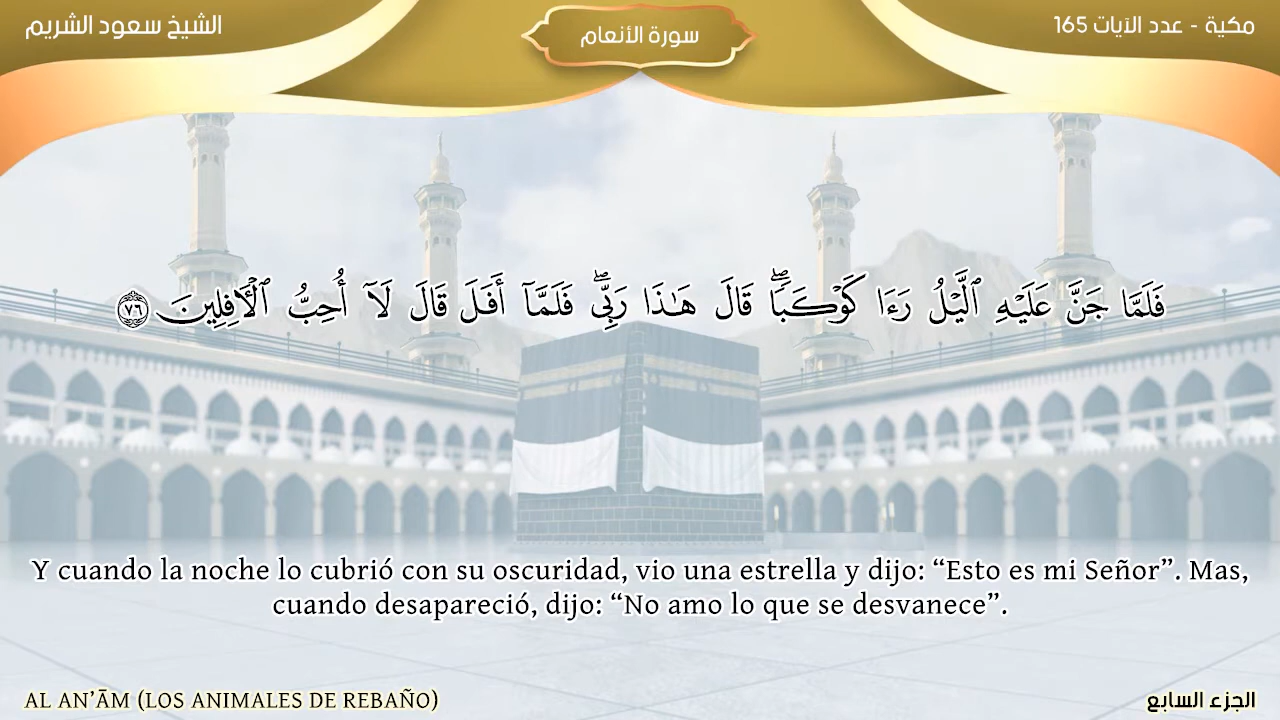 الشيخ سعود الشريم
سورة الأنعام
مكية - عدد الآيات 165
فَلَمَّا جَنَّ عَلَيْهِ ٱلَّيْلُ رَءَا كَوْكَبًاۖ قَالَ هَـٰذَا رَبِّيۖ فَلَمَّآ أَفَلَ قَالَ لَآ أُحِبُّ ٱلْـَٔافِلِينَ ٧٦
Y cuando la noche lo cubrió con su oscuridad, vio una estrella y dijo: “Esto es mi Señor”. Mas,
cuando desapareció, dijo: “No amo lo que se desvanece”.
AL AN’ĀM (LOS ANIMALES DE REBAÑO)
الجزء السابع